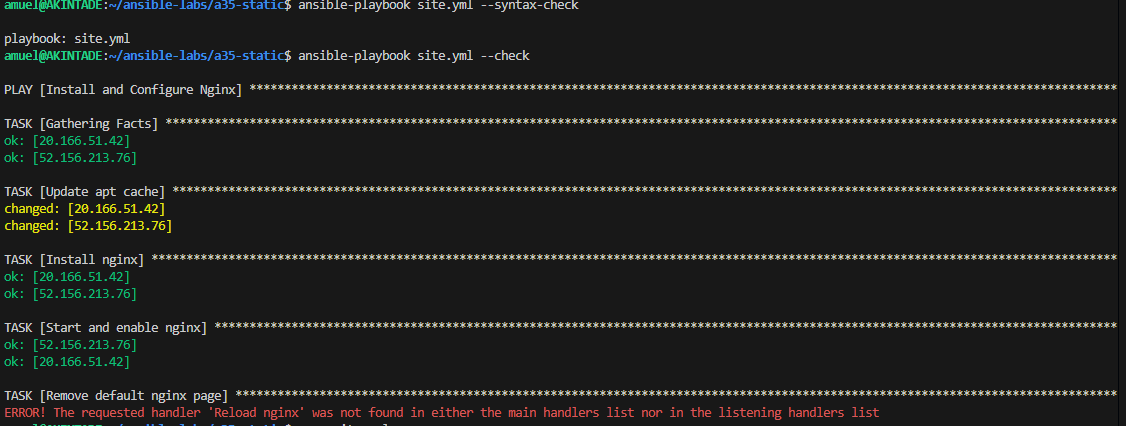 amuel@AKINTADE:~/ansible-labs/a35-static$ ansible-playbook site.yml --syntax-check
playbook: site.yml
amuel@AKINTADE:~/ansible-labs/a35-static$ ansible-playbook site.yml --check
PLAY [Install and Configure Nginx] ****************************************************************************************************************************
TASK [Gathering Facts] ****************************************************************************************************************************************
ok: [20.166.51.42]
ok: [52.156.213.76]
TASK [Update apt cache] ***************************************************************************************************************************************
changed: [20.166.51.42]
changed: [52.156.213.76]
TASK [Install nginx] ******************************************************************************************************************************************
ok: [20.166.51.42]
ok: [52.156.213.76]
TASK [Start and enable nginx] *********************************************************************************************************************************
ok: [52.156.213.76]
ok: [20.166.51.42]
TASK [Remove default nginx page] ******************************************************************************************************************************
ERROR! The requested handler 'Reload nginx' was not found in either the main handlers list nor in the listening handlers list